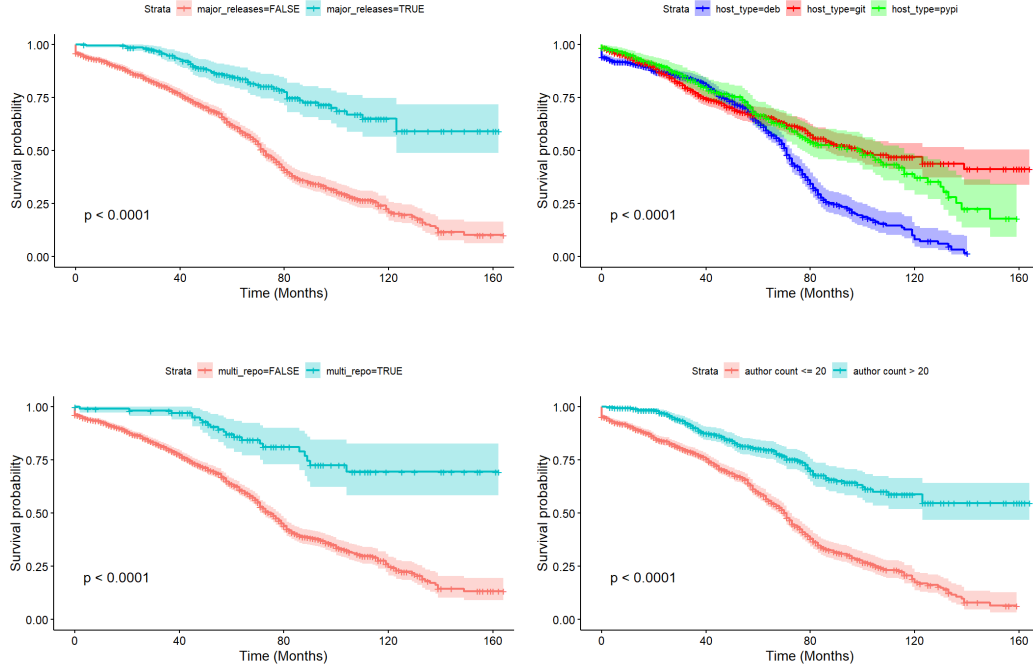 Strata major_releases=FALSE major_releases=TRUE
Survival probability
1.00
0.75
0.50
0.25
0.00
p < 0.0001
0 40 80 120 160
Time (Months)
Strata host_type=deb host_type=git host_type=pypi
Survival probability
1.00
0.75
0.50
0.25
0.00
p < 0.0001
0 40 80 120 160
Time (Months)
Strata multi_repo=FALSE multi_repo=TRUE
Survival probability
1.00
0.75
0.50
0.25
0.00
p < 0.0001
0 40 80 120 160
Time (Months)
Strata author count <= 20 author count > 20
Survival probability
1.00
0.75
0.50
0.25
0.00
p < 0.0001
0 40 80 120 160
Time (Months)